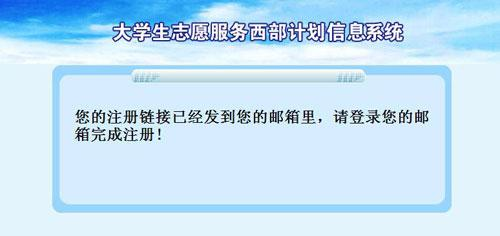 大学生志愿服务西部计划信息系统
您的注册链接已经发到您的邮箱里，请登录您的邮
箱完成注册！